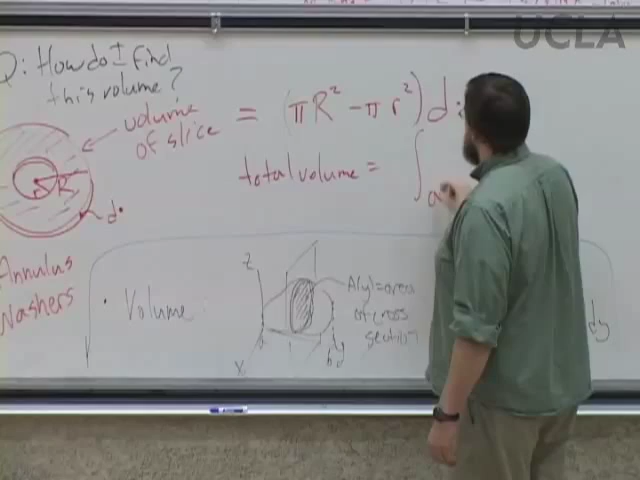 UCLA
Q: How do I find
this volume?
volume
of slice
= (πR² - πr²) d
total volume = ∫
a
R
d
Annulus
Washers
• Volume
z
x
y
b
A(y)=area
of cross
section
dy